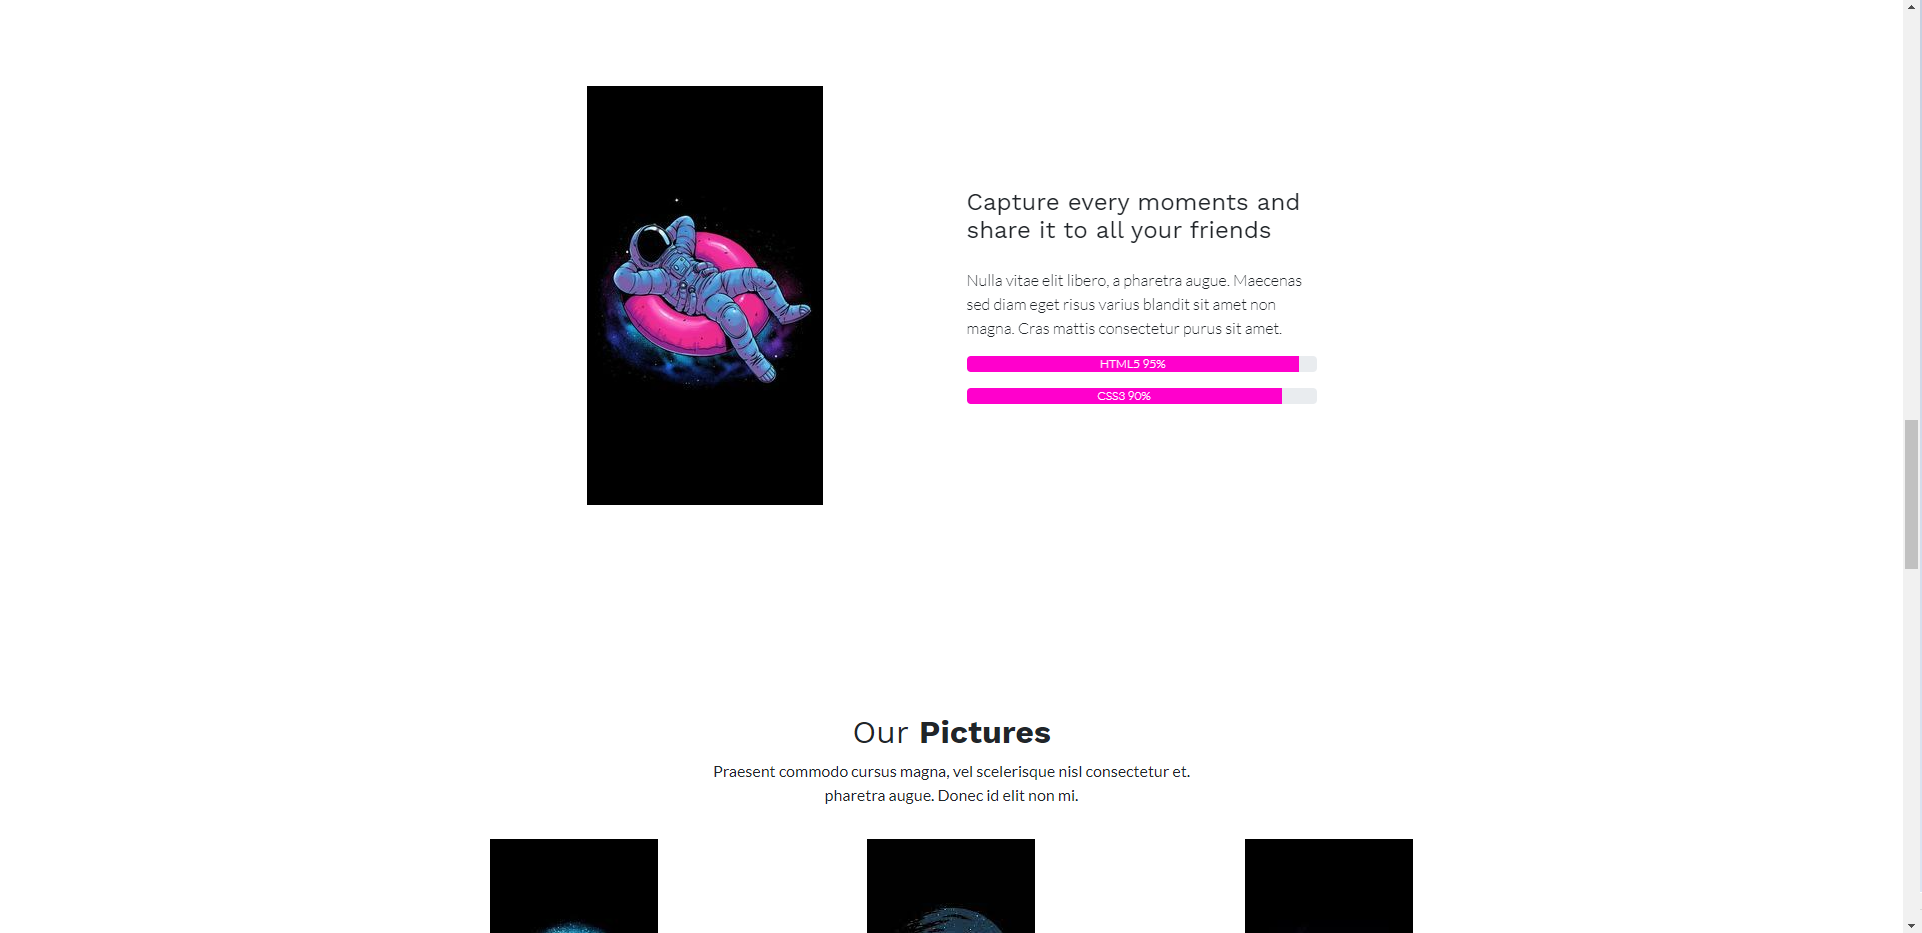 Capture every moments and
share it to all your friends
Nulla vitae elit libero, a pharetra augue. Maecenas
sed diam eget risus varius blandit sit amet non
magna. Cras mattis consectetur purus sit amet.
HTML5 95%
CSS3 90%
Our Pictures
Praesent commodo cursus magna, vel scelerisque nisl consectetur et.
pharetra augue. Donec id elit non mi.